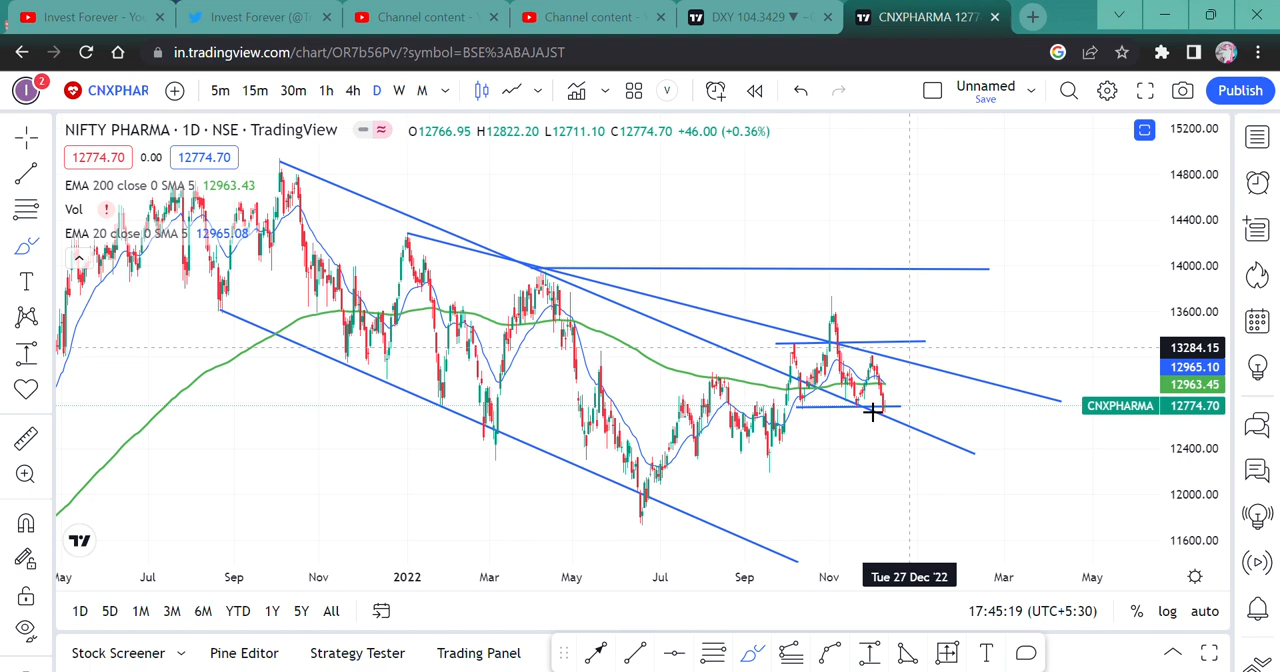 Invest Forever - Yo
Invest Forever (@T
Channel content -
Channel content -
DXY 104.3429 ▼
CNXPHARMA 1277
in.tradingview.com/chart/OR7b56Pv/?symbol=BSE%3ABAJAJST
I 2 CNXPHAR 5m 15m 30m 1h 4h D W M V Unnamed Save Publish
NIFTY PHARMA · 1D · NSE · TradingView O12766.95 H12822.20 L12711.10 C12774.70 +46.00 (+0.36%)
12774.70 0.00 12774.70
EMA 200 close 0 SMA 5 12963.43
Vol !
EMA 20 close 0 SMA 5 12965.08
15200.00
14800.00
14400.00
14000.00
13600.00
13284.15
12965.10
12963.45
CNXPHARMA 12774.70
12400.00
12000.00
11600.00
May Jul Sep Nov 2022 Mar May Jul Sep Nov Tue 27 Dec '22 Mar May
1D 5D 1M 3M 6M YTD 1Y 5Y All 17:45:19 (UTC+5:30) % log auto
Stock Screener Pine Editor Strategy Tester Trading Panel T